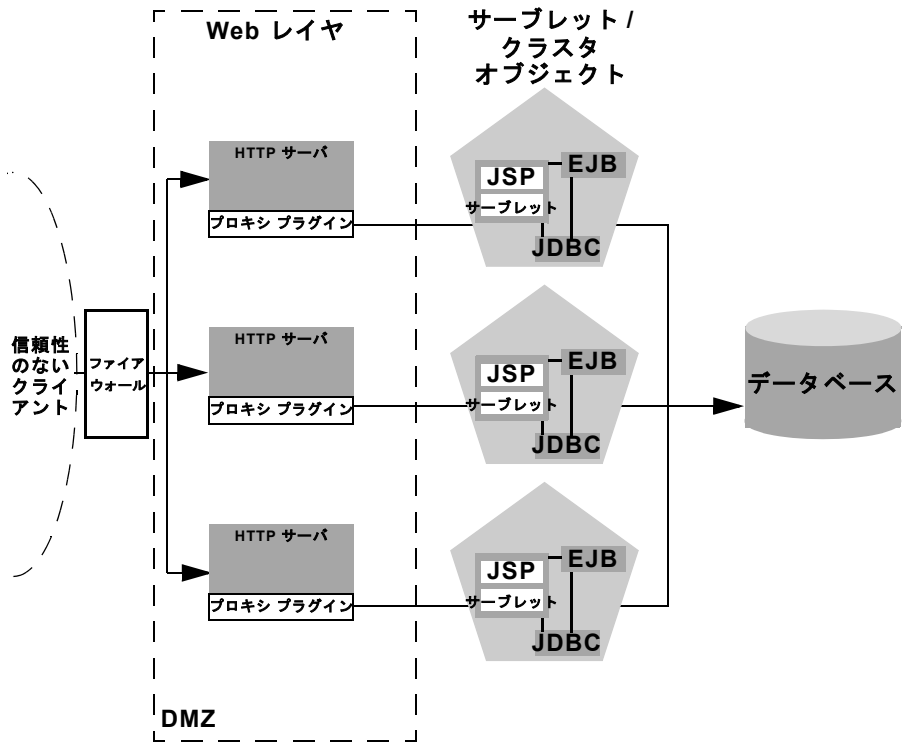 Web レイヤ
サーブレット /
クラスタ
オブジェクト
HTTP サーバ
プロキシ プラグイン
JSP
サーブレット
EJB
JDBC
信頼性
のない
クライ
アント
ファイア
ウォール
HTTP サーバ
プロキシ プラグイン
JSP
サーブレット
EJB
JDBC
データベース
HTTP サーバ
プロキシ プラグイン
JSP
サーブレット
EJB
JDBC
DMZ